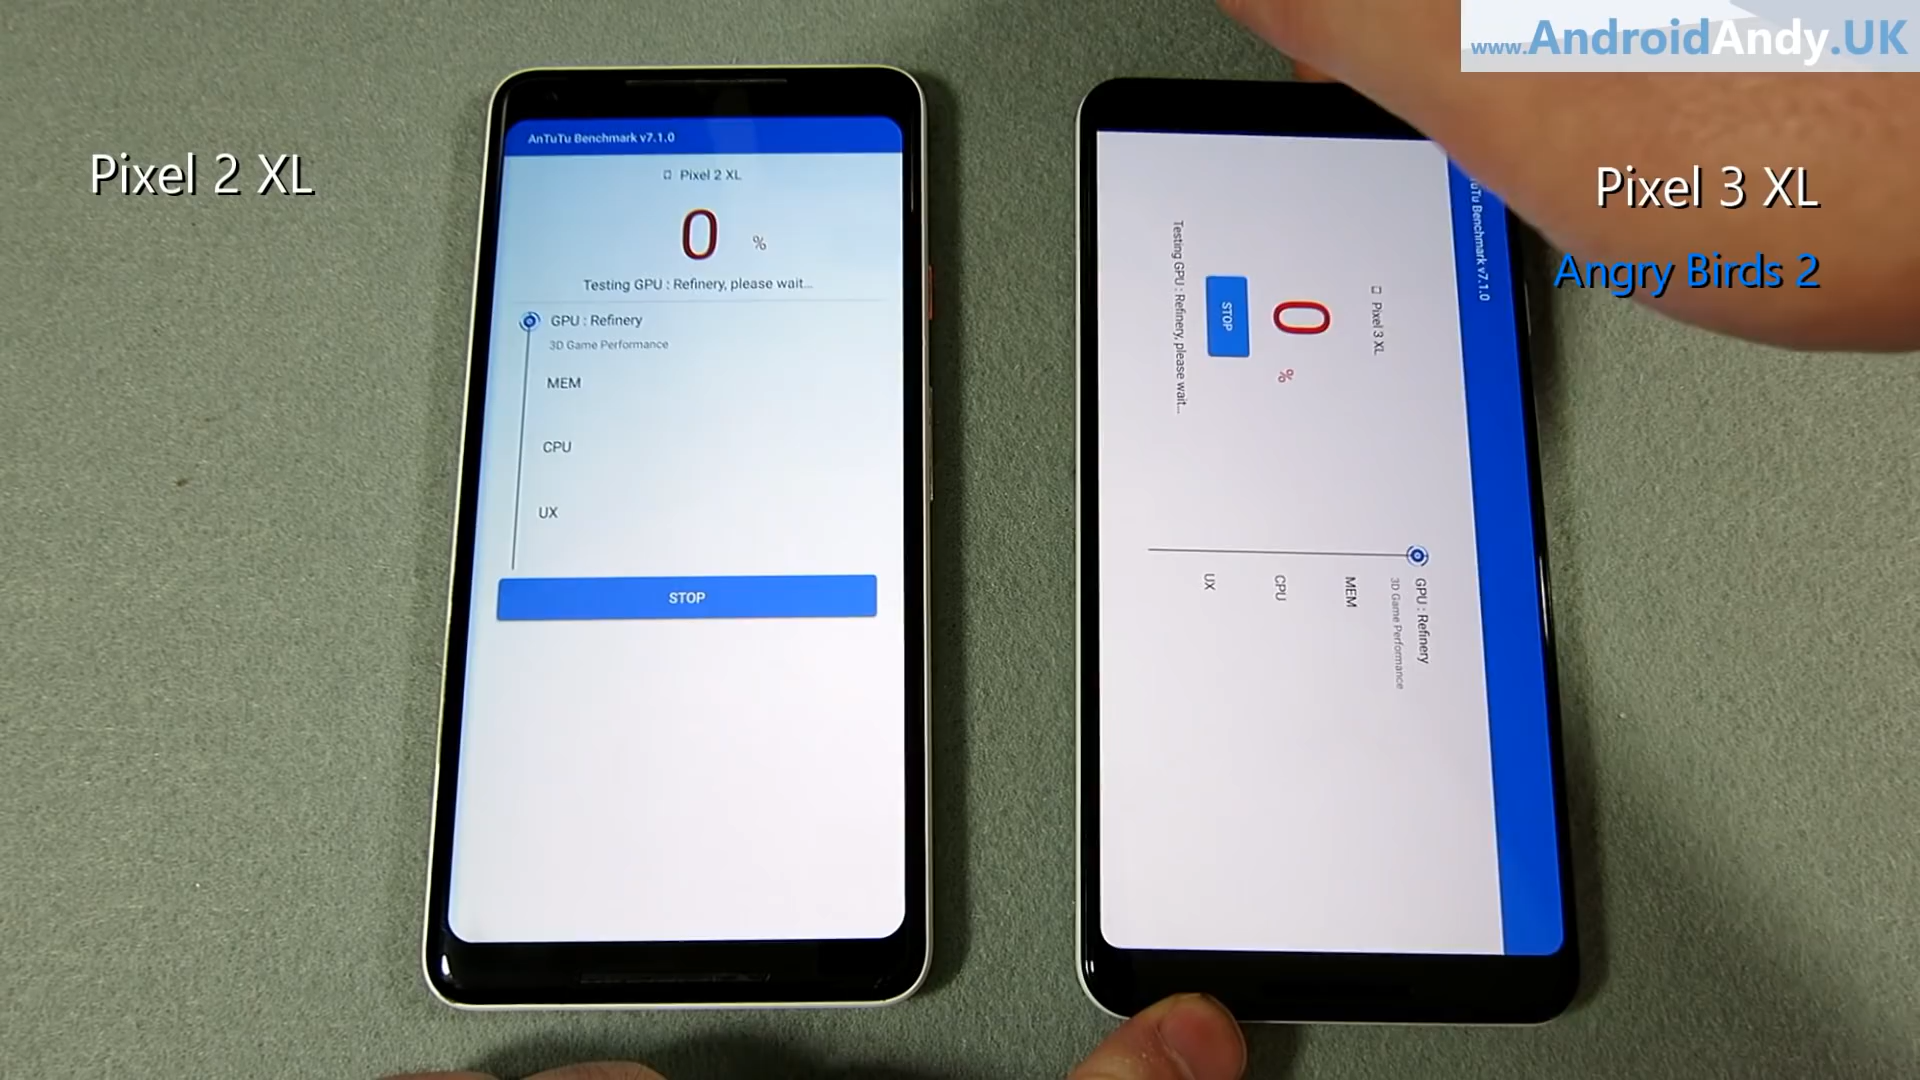 www.AndroidAndy.UK
Pixel 2 XL
Pixel 3 XL
Angry Birds 2
AnTuTu Benchmark v7.1.0
Pixel 2 XL
0 %
Testing GPU : Refinery, please wait...
GPU : Refinery
3D Game Performance
MEM
CPU
UX
STOP
uTu Benchmark v7.1.0
Pixel 3 XL
0 %
STOP
Testing GPU : Refinery, please wait...
GPU : Refinery
3D Game Performance
MEM
CPU
UX